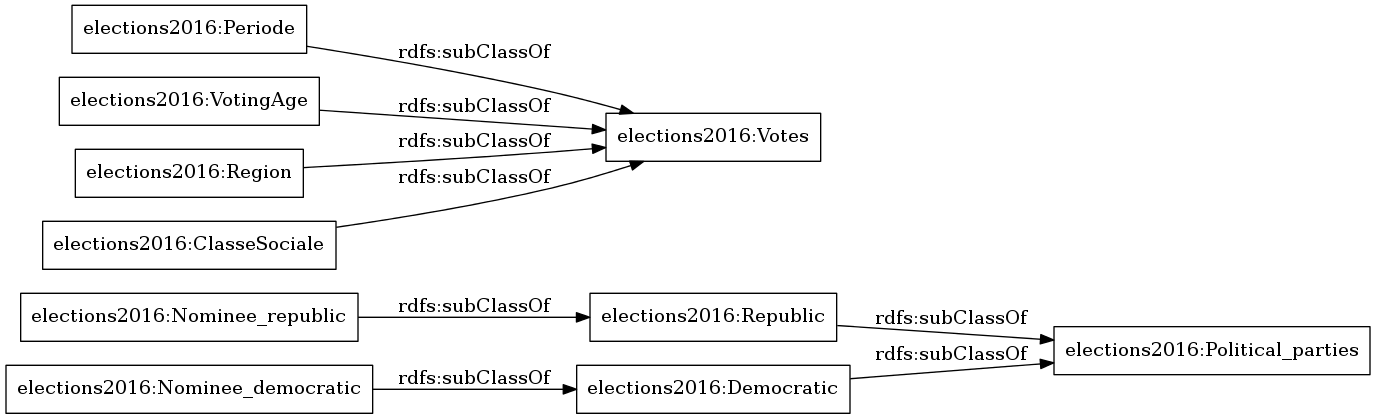 elections2016:Periode
rdfs:subClassOf
elections2016:VotingAge
rdfs:subClassOf
elections2016:Votes
rdfs:subClassOf
elections2016:Region
rdfs:subClassOf
elections2016:ClasseSociale
elections2016:Nominee_republic
rdfs:subClassOf
elections2016:Republic
rdfs:subClassOf
elections2016:Political_parties
rdfs:subClassOf
elections2016:Nominee_democratic
rdfs:subClassOf
elections2016:Democratic